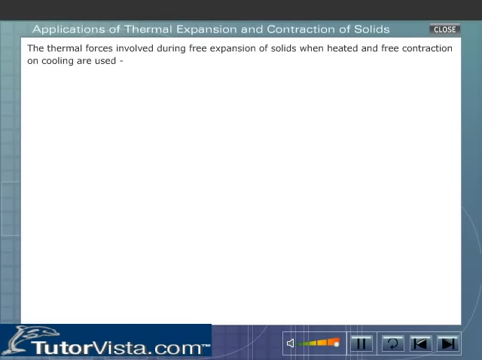 Applications of Thermal Expansion and Contraction of Solids
CLOSE
The thermal forces involved during free expansion of solids when heated and free contraction
on cooling are used -
TutorVista.com™